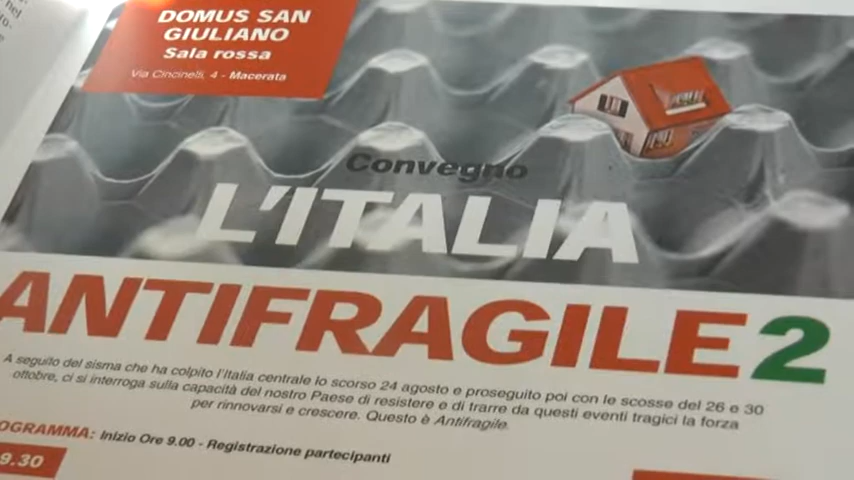 nel
DOMUS SAN
GIULIANO
Sala rossa
Via Cincinelli, 4 - Macerata
Convegno
L'ITALIA
ANTIFRAGILE2
A seguito del sisma che ha colpito l'Italia centrale lo scorso 24 agosto e proseguito poi con le scosse del 26 e 30
ottobre, ci si interroga sulla capacità del nostro Paese di resistere e di trarre da questi eventi tragici la forza
per rinnovarsi e crescere. Questo è Antifragile.
OGRAMMA: Inizio Ore 9.00 - Registrazione partecipanti
9.30